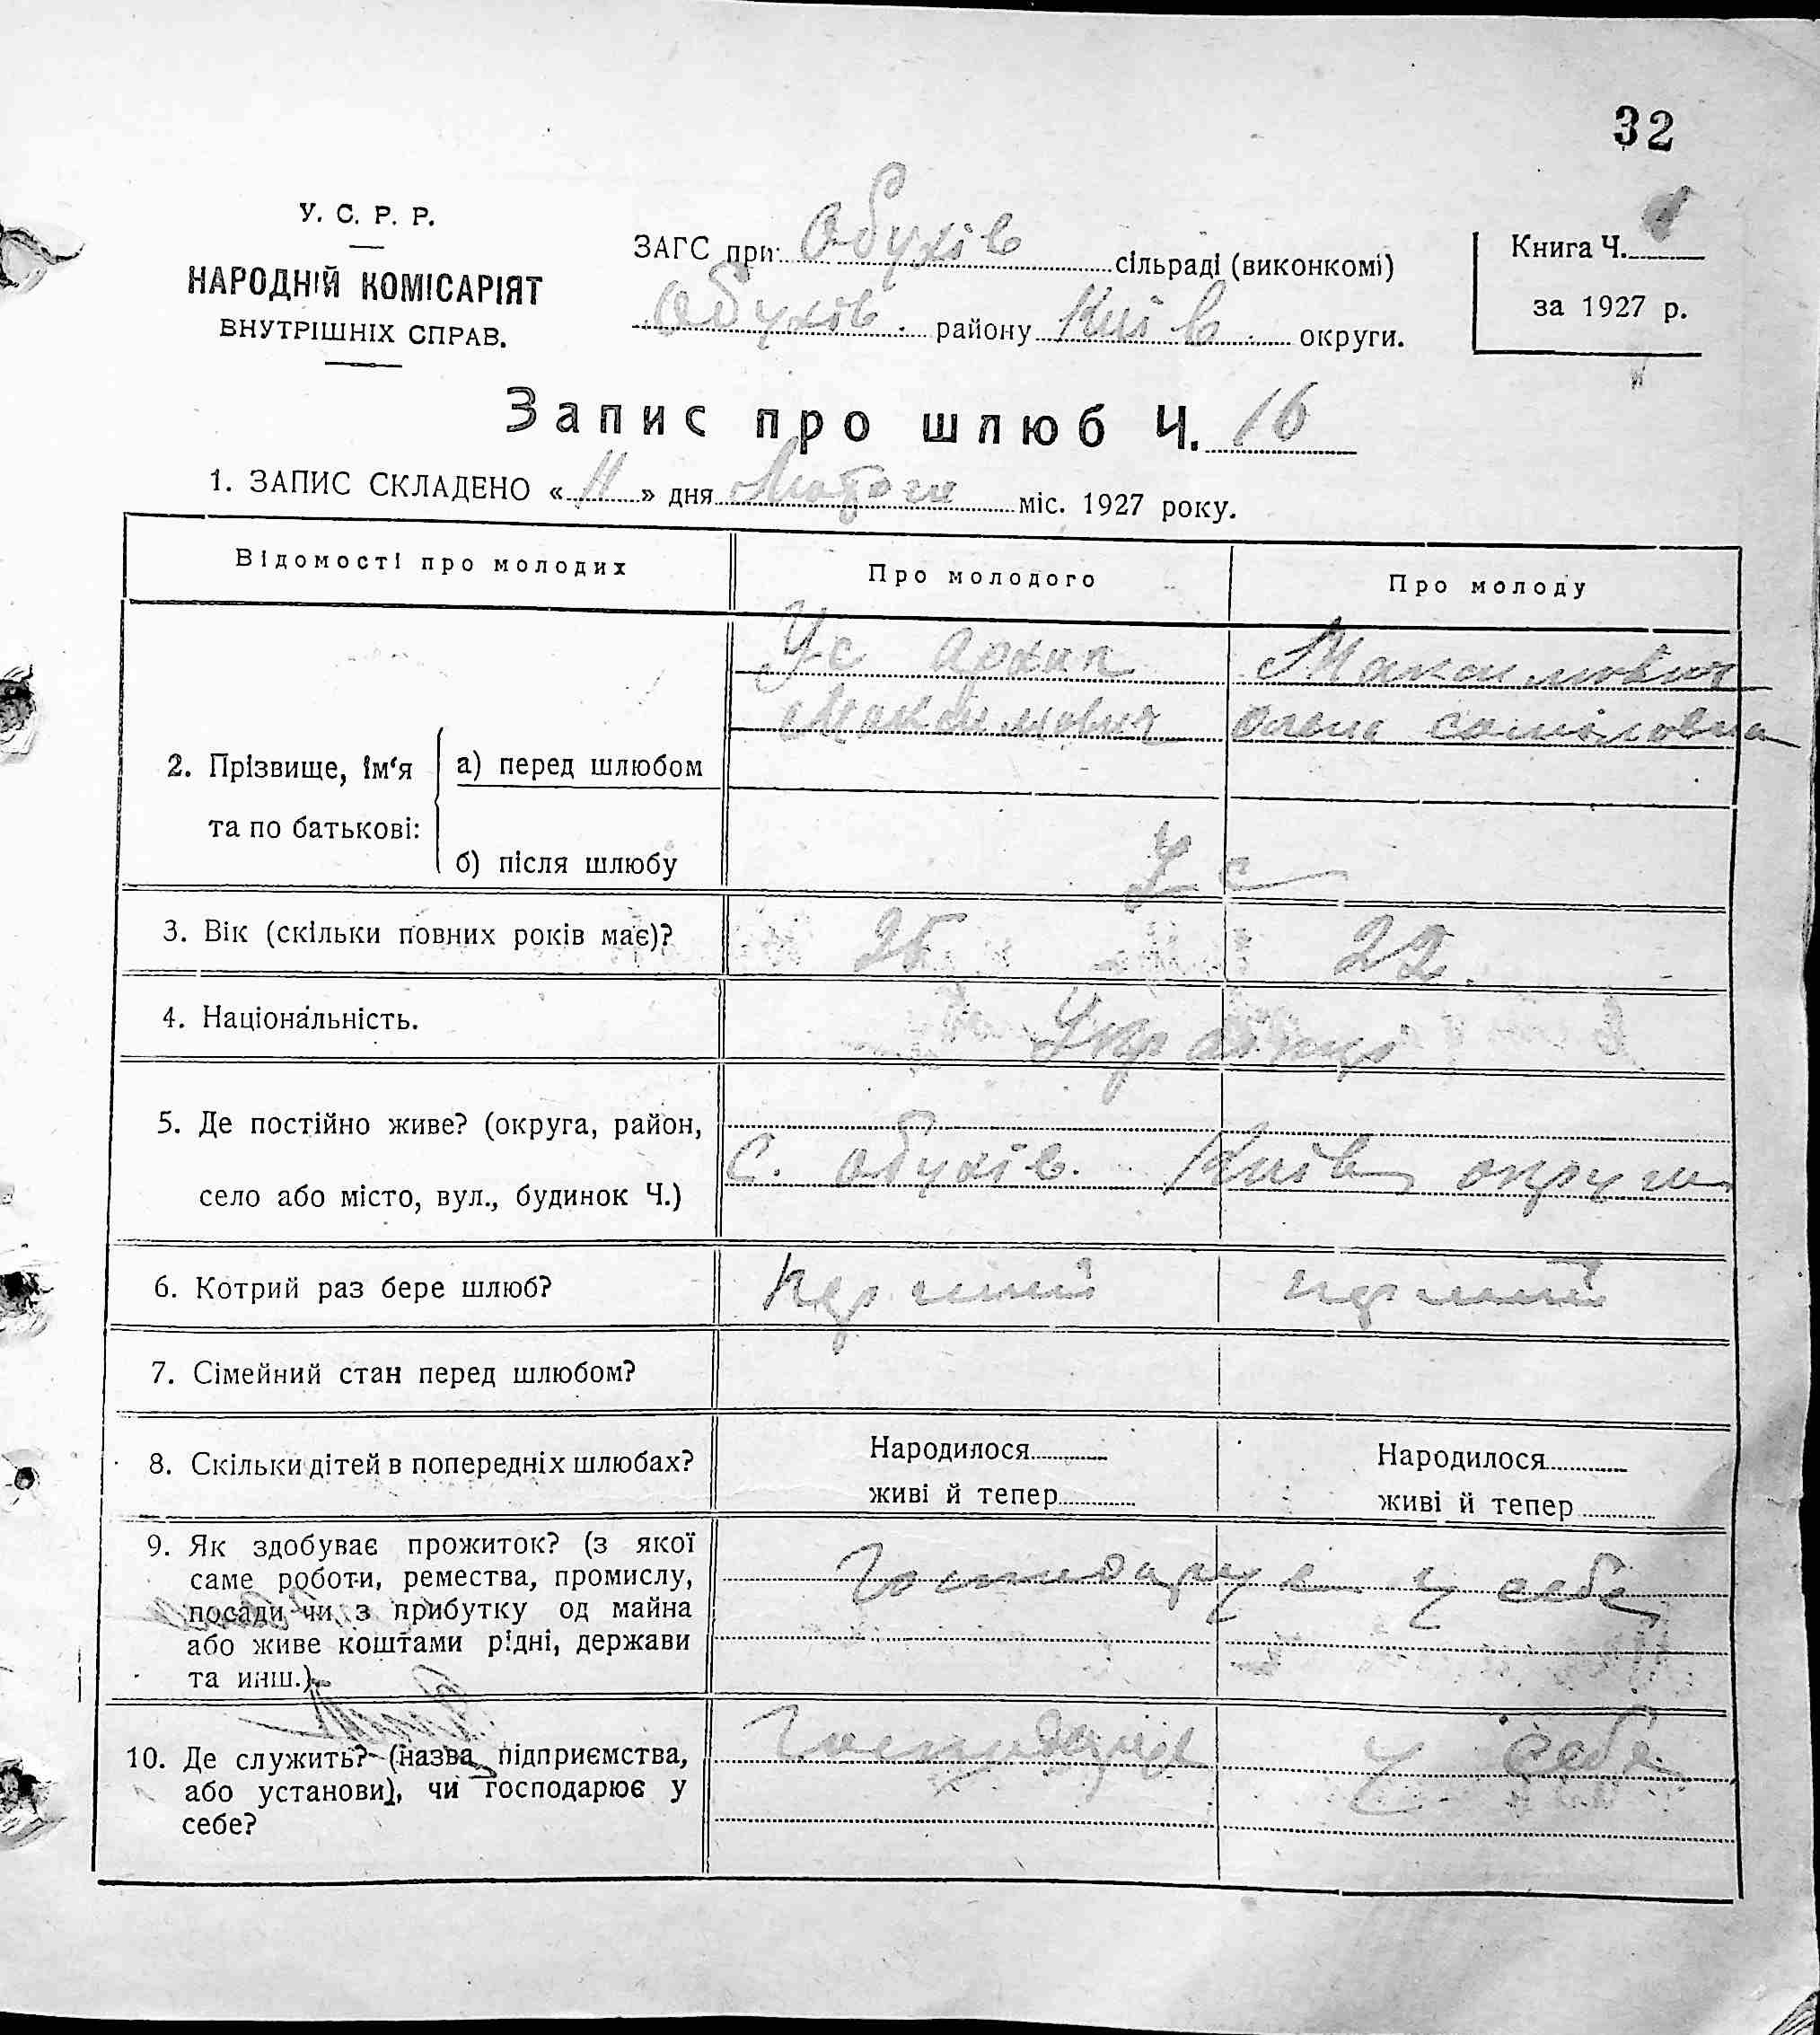 32
У. С. Р. Р.
НАРОДНІЙ КОМІСАРІЯТ
ВНУТРІШНІХ СПРАВ.
ЗАГС при Обухів сільраді (виконкомі)
Обухів. району Київ. округи.
Книга Ч.
за 1927 р.
Запис про шлюб Ч. 16
1. ЗАПИС СКЛАДЕНО «11» дня Лютого міс. 1927 року.
Відомості про молодих
Про молодого
Про молоду
2. Прізвище, ім'я та по батькові:
а) перед шлюбом
Ус Архип
Максимович
Максимович
Олена Самоиловна
б) після шлюбу
Ус
3. Вік (скільки повних років має)?
25
22.
4. Національність.
Українці
5. Де постійно живе? (округа, район,
село або місто, вул., будинок Ч.)
С. Обухів. Київ округи
6. Котрий раз бере шлюб?
перший
перший
7. Сімейний стан перед шлюбом?
8. Скільки дітей в попередніх шлюбах?
Народилося
живі й тепер
Народилося
живі й тепер
9. Як здобуває прожиток? (з якої
саме роботи, ремества, промислу,
посади чи з прибутку од майна
або живе коштами рідні, держави
та инш.)
Господарує у себе
10. Де служить? (назва підприємства,
або установи), чи господарює у
себе?
у себе